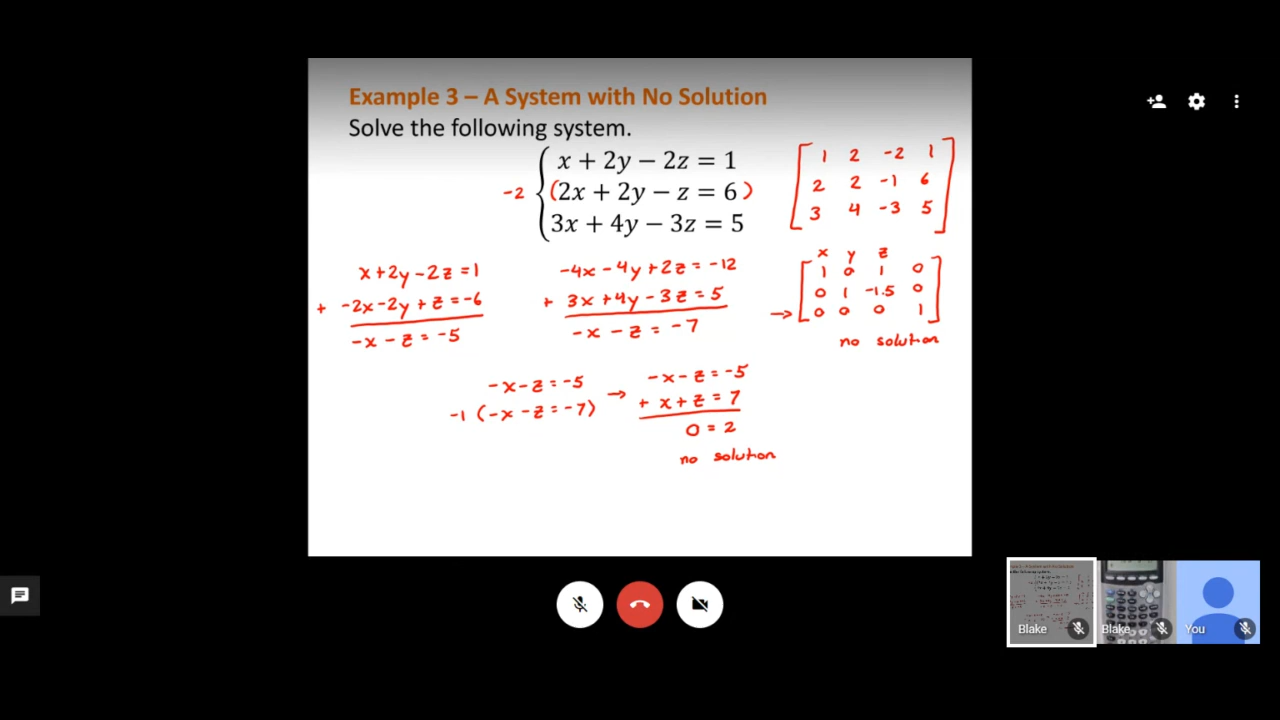 Example 3 – A System with No Solution
Solve the following system.
x + 2y − 2z = 1
-2 (2x + 2y − z = 6)
3x + 4y − 3z = 5
1 2 -2 1
2 2 -1 6
3 4 -3 5
x y z
1 0 1 0
0 1 -1.5 0
→ 0 0 0 1
no solution
x+2y-2z=1
+ -2x-2y+z=-6
-x-z=-5
-4x-4y+2z=-12
+ 3x+4y-3z=5
-x-z=-7
-x-z=-5
-1(-x-z=-7)
→ -x-z=-5
+ x+z=7
0=2
no solution
Blake
Blake
You